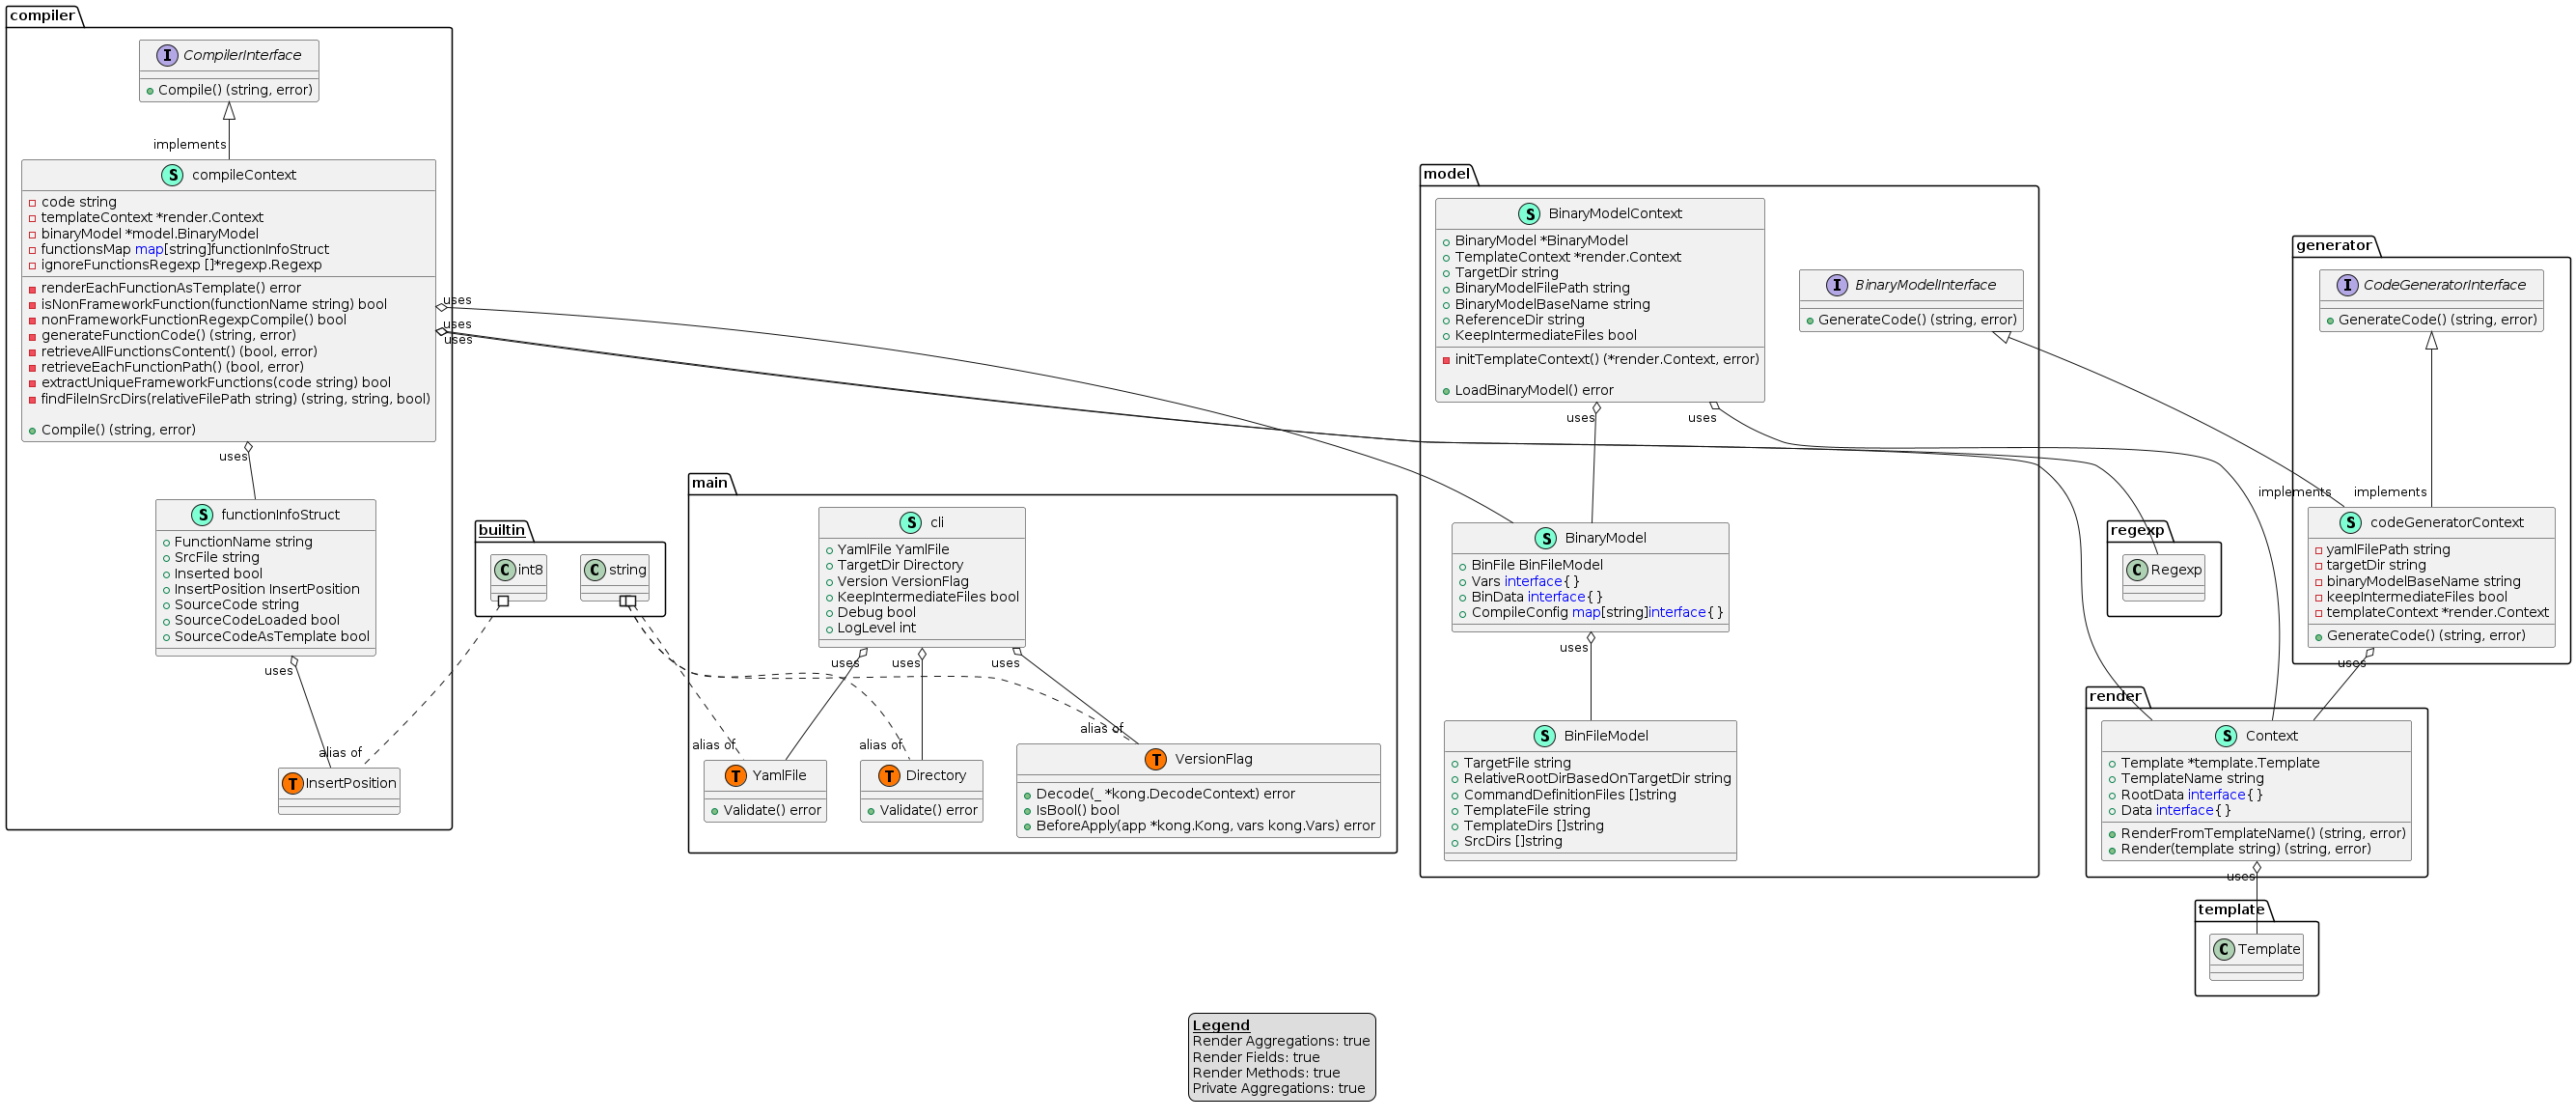 compiler
CompilerInterface
Compile() (string, error)
implements
compileContext
code string
templateContext *render.Context
binaryModel *model.BinaryModel
functionsMap map[string]functionInfoStruct
ignoreFunctionsRegexp []*regexp.Regexp
renderEachFunctionAsTemplate() error
isNonFrameworkFunction(functionName string) bool
nonFrameworkFunctionRegexpCompile() bool
generateFunctionCode() (string, error)
retrieveAllFunctionsContent() (bool, error)
retrieveEachFunctionPath() (bool, error)
extractUniqueFrameworkFunctions(code string) bool
findFileInSrcDirs(relativeFilePath string) (string, string, bool)
Compile() (string, error)
uses
uses
uses
uses
functionInfoStruct
FunctionName string
SrcFile string
Inserted bool
InsertPosition InsertPosition
SourceCode string
SourceCodeLoaded bool
SourceCodeAsTemplate bool
uses
alias of
InsertPosition
builtin
int8
string
main
cli
YamlFile YamlFile
TargetDir Directory
Version VersionFlag
KeepIntermediateFiles bool
Debug bool
LogLevel int
uses
uses
uses
alias of
alias of
alias of
YamlFile
Validate() error
Directory
Validate() error
VersionFlag
Decode(_ *kong.DecodeContext) error
IsBool() bool
BeforeApply(app *kong.Kong, vars kong.Vars) error
model
BinaryModelContext
BinaryModel *BinaryModel
TemplateContext *render.Context
TargetDir string
BinaryModelFilePath string
BinaryModelBaseName string
ReferenceDir string
KeepIntermediateFiles bool
initTemplateContext() (*render.Context, error)
LoadBinaryModel() error
uses
uses
BinaryModelInterface
GenerateCode() (string, error)
BinaryModel
BinFile BinFileModel
Vars interface{}
BinData interface{}
CompileConfig map[string]interface{}
uses
BinFileModel
TargetFile string
RelativeRootDirBasedOnTargetDir string
CommandDefinitionFiles []string
TemplateFile string
TemplateDirs []string
SrcDirs []string
generator
CodeGeneratorInterface
GenerateCode() (string, error)
implements
implements
codeGeneratorContext
yamlFilePath string
targetDir string
binaryModelBaseName string
keepIntermediateFiles bool
templateContext *render.Context
GenerateCode() (string, error)
uses
regexp
Regexp
render
Context
Template *template.Template
TemplateName string
RootData interface{}
Data interface{}
RenderFromTemplateName() (string, error)
Render(template string) (string, error)
uses
template
Template
Legend
Render Aggregations: true
Render Fields: true
Render Methods: true
Private Aggregations: true